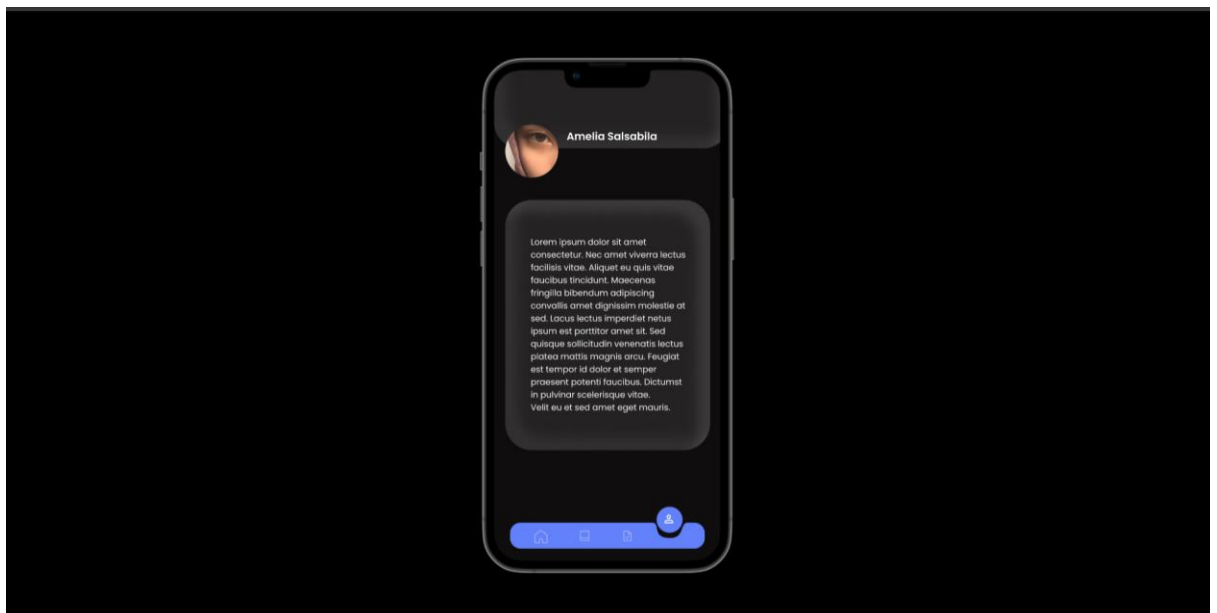 Amelia Salsabila
Lorem ipsum dolor sit amet
consectetur. Nec amet viverra lectus
facilisis vitae. Aliquet eu quis vitae
faucibus tincidunt. Maecenas
fringilla bibendum adipiscing
convallis amet dignissim molestie at
sed. Lacus lectus imperdiet netus
ipsum est porttitor amet sit. Sed
quisque sollicitudin venenatis lectus
platea mattis magnis arcu. Feugiat
est tempor id dolor et semper
praesent potenti faucibus. Dictumst
in pulvinar scelerisque vitae.
Velit eu et sed amet eget mauris.